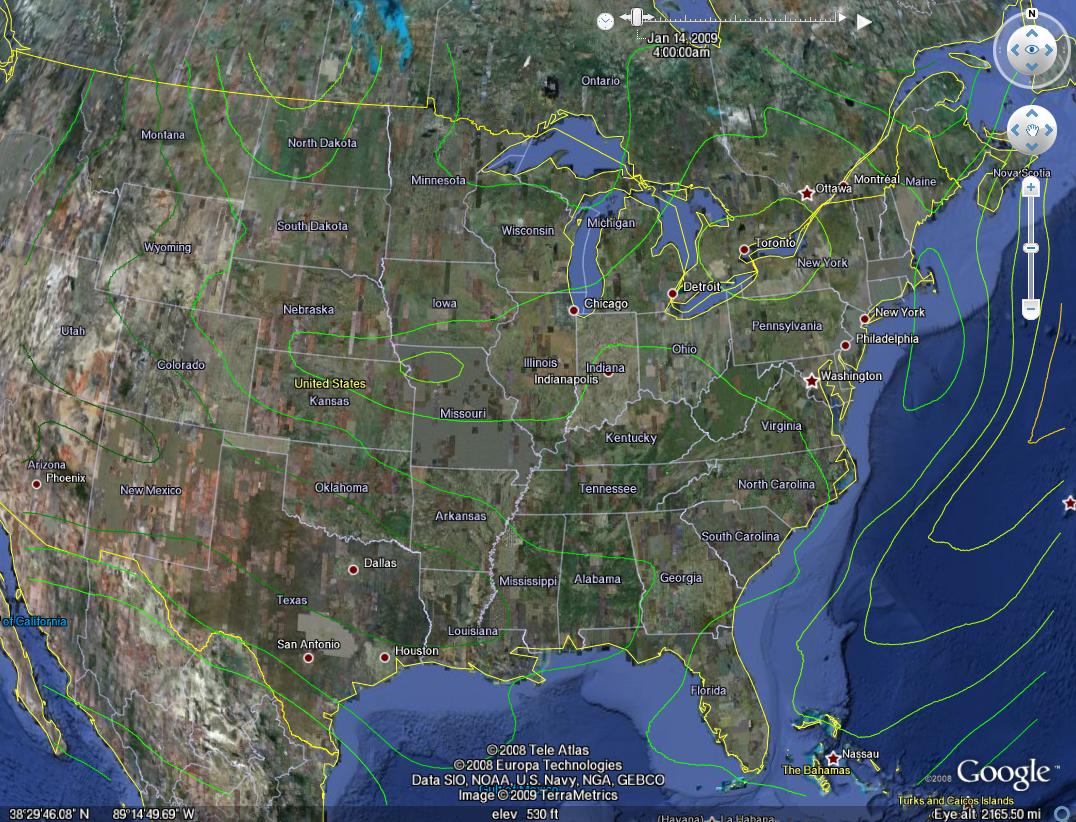 N
Jan 14, 2009
4:00:00am
Ontario
Montana
North Dakota
Minnesota
Ottawa
Montréal
Maine
Nova Scotia
South Dakota
Wisconsin
Michigan
Wyoming
Toronto
New York
Detroit
Nebraska
Iowa
Chicago
New York
Pennsylvania
Utah
Philadelphia
Colorado
Illinois
Indiana
Ohio
Indianapolis
Washington
United States
Kansas
Missouri
Virginia
Kentucky
Arizona
Phoenix
New Mexico
Oklahoma
Tennessee
North Carolina
Arkansas
South Carolina
Dallas
Mississippi
Alabama
Georgia
Texas
of California
Louisiana
San Antonio
Houston
Florida
©2008 Tele Atlas
©2008 Europa Technologies
Data SIO, NOAA, U.S. Navy, NGA, GEBCO
Image ©2009 TerraMetrics
Nassau
The Bahamas
©2008 Google™
Turks and Caicos Islands
38°29'46.08" N 89°14'49.69" W
elev 530 ft
Eye alt 2165.50 mi
(Havana) La Habana